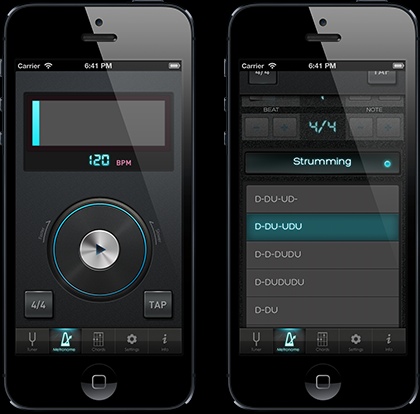 Carrier 6:41 PM
120 BPM
4/4 TAP
Tuner Metronome Chords Settings Info
Carrier 6:41 PM
4/4 TAP
BEAT NOTE
- + 4/4 - +
Strumming
D-DU-UD-
D-DU-UDU
D-D-DUDU
D-DUDUDU
D-DU
Tuner Metronome Chords Settings Info